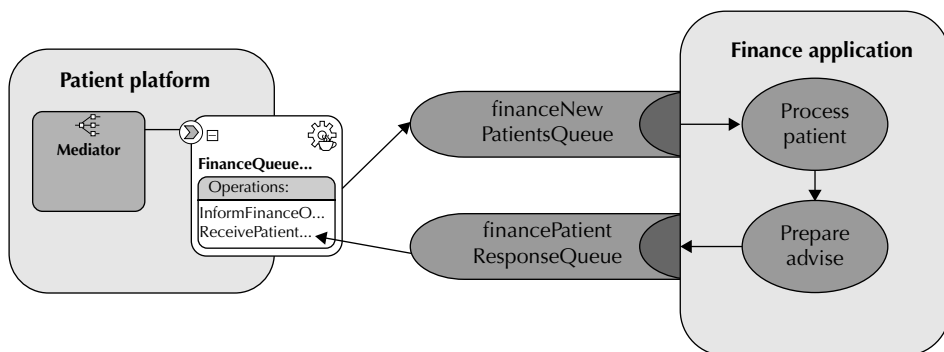 Patient platform
Mediator
FinanceQueue...
Operations:
InformFinanceO...
ReceivePatient...
financeNew
PatientsQueue
financePatient
ResponseQueue
Finance application
Process
patient
Prepare
advise